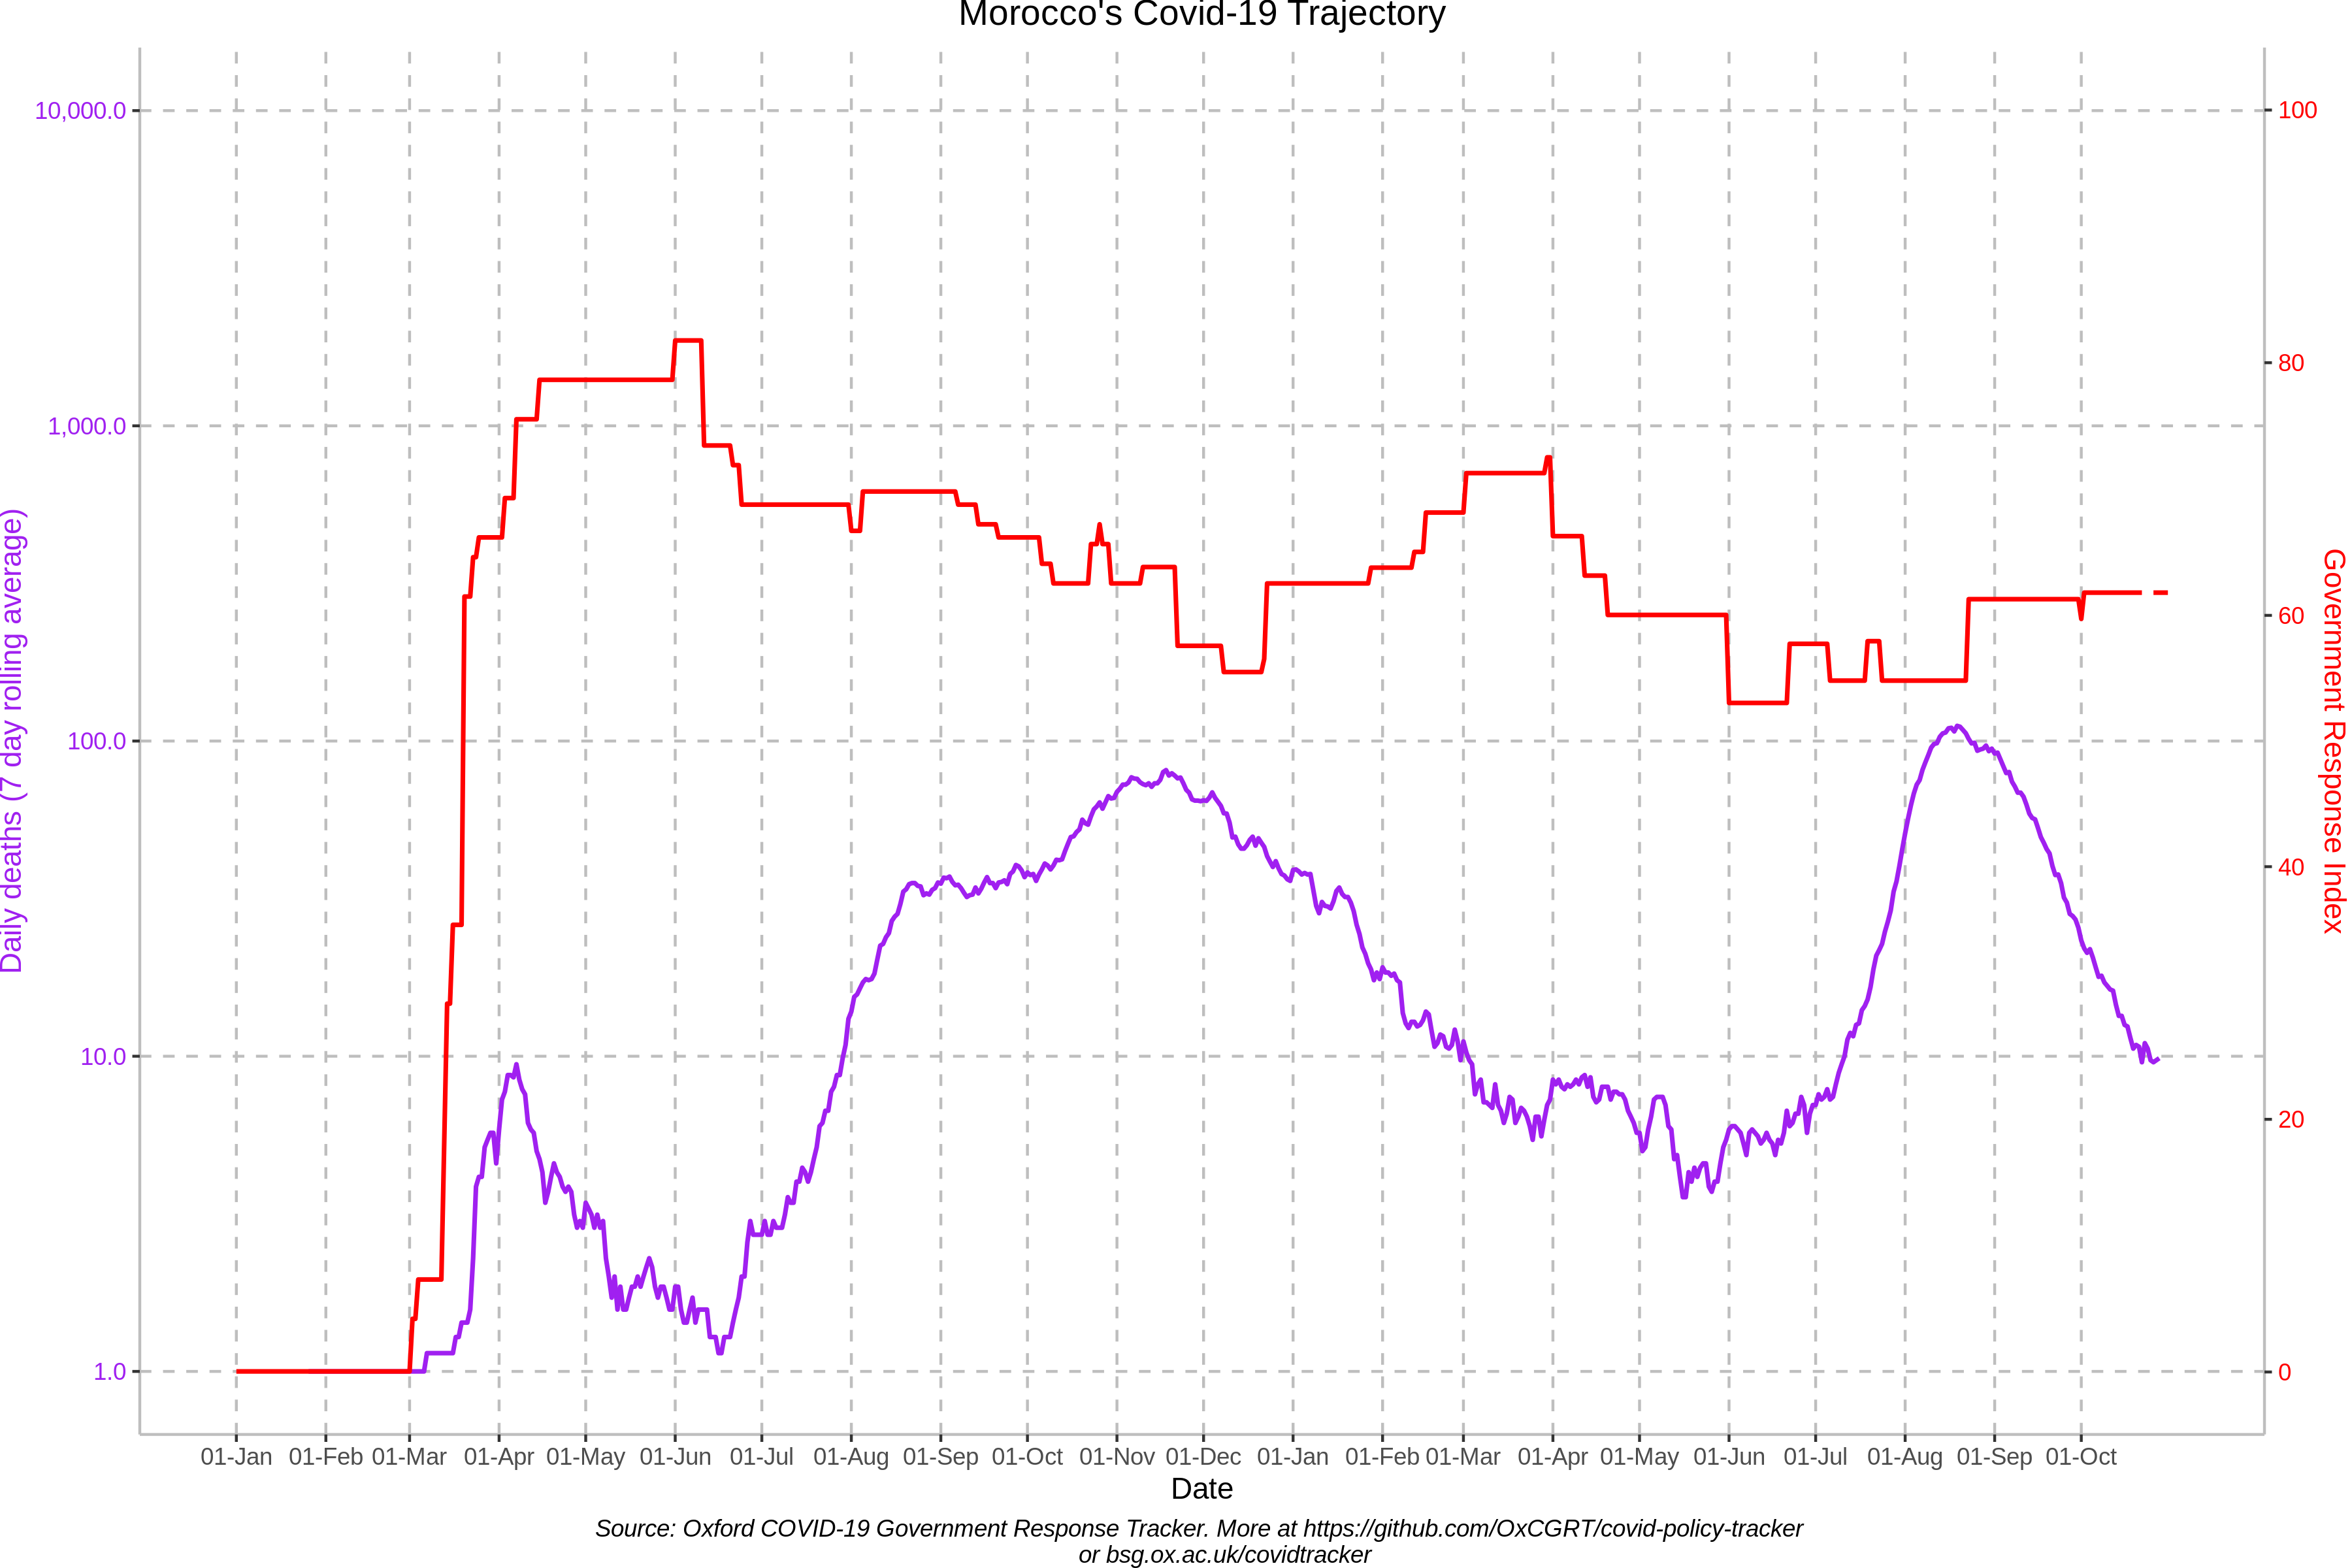 Morocco's Covid-19 Trajectory
Daily deaths (7 day rolling average)
10,000.0
1,000.0
100.0
10.0
1.0
100
80
60
40
20
0
Government Response Index
01-Jan 01-Feb 01-Mar 01-Apr 01-May 01-Jun 01-Jul 01-Aug 01-Sep 01-Oct 01-Nov 01-Dec 01-Jan 01-Feb 01-Mar 01-Apr 01-May 01-Jun 01-Jul 01-Aug 01-Sep 01-Oct
Date
Source: Oxford COVID-19 Government Response Tracker. More at https://github.com/OxCGRT/covid-policy-tracker
or bsg.ox.ac.uk/covidtracker